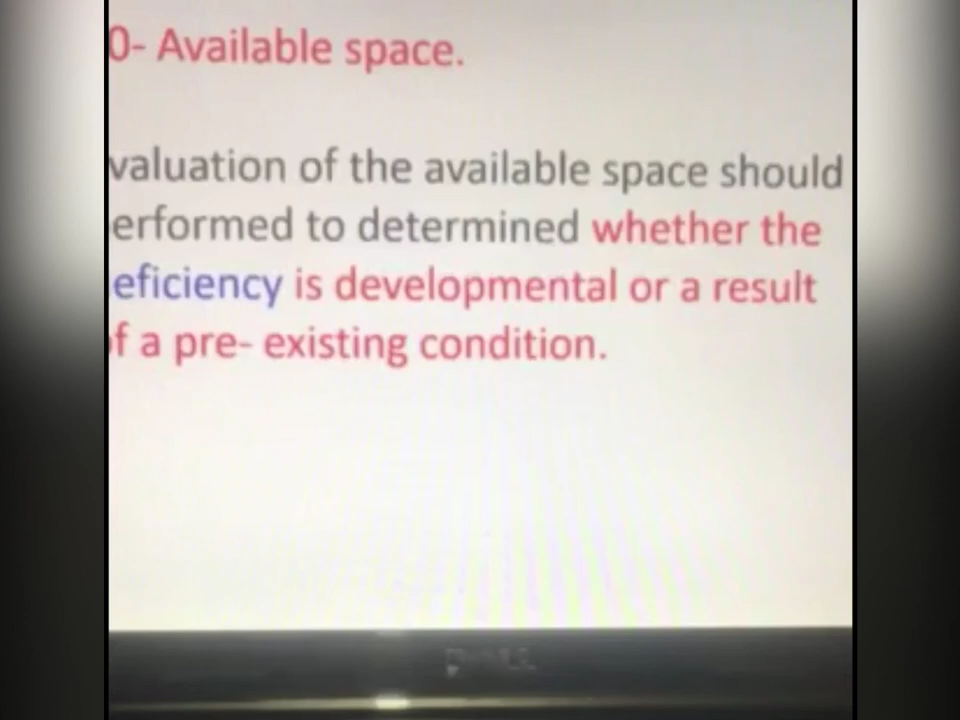 0- Available space.
valuation of the available space should
erformed to determined whether the
eficiency is developmental or a result
f a pre- existing condition.
DELL